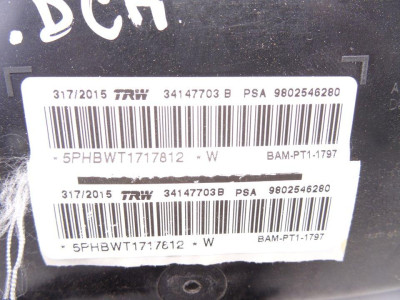 .DCH
317/2015 TRW 34147703 B PSA 9802546280
- 5PHBWT1717812 - W BAM-PT1-1797
317/2015 TRW 34147703B PSA 9802546280
- 5PHBWT1717812 - W BAM-PT1-1797